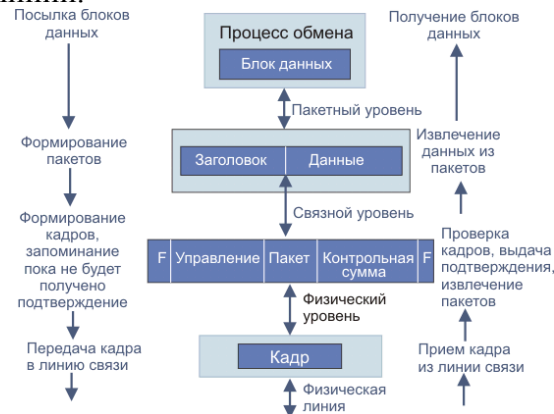 Посылка блоков
данных
Формирование
пакетов
Формирование
кадров,
запоминание
пока не будет
получено
подтверждение
Передача кадра
в линию связи
Процесс обмена
Блок данных
Пакетный уровень
Заголовок
Данные
Связной уровень
F
Управление
Пакет
Контрольная
сумма
F
Физический
уровень
Кадр
Физическая
линия
Получение блоков
данных
Извлечение
данных из
пакетов
Проверка
кадров, выдача
подтверждения,
извлечение
пакетов
Прием кадра
из линии связи